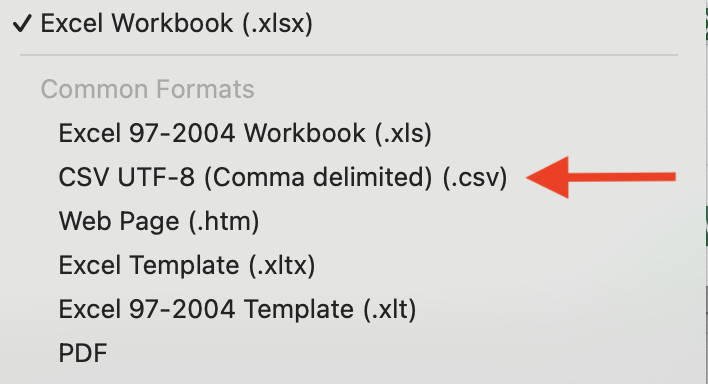 ✓ Excel Workbook (.xlsx)
Common Formats
Excel 97-2004 Workbook (.xls)
CSV UTF-8 (Comma delimited) (.csv)
Web Page (.htm)
Excel Template (.xltx)
Excel 97-2004 Template (.xlt)
PDF